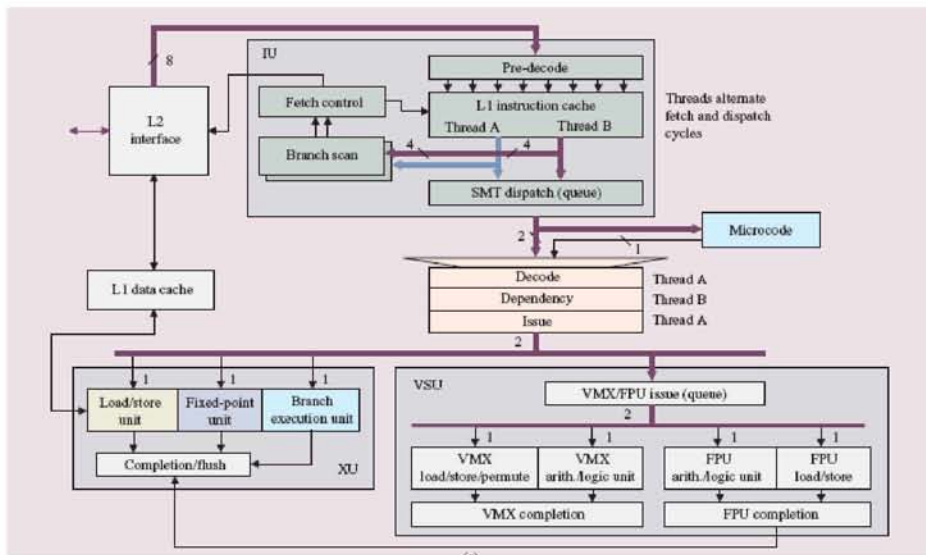 8
IU
Pre-decode
Fetch control
L1 instruction cache
Thread A
Thread B
Threads alternate
fetch and dispatch
cycles
L2
interface
Branch scan
4
4
SMT dispatch (queue)
2
1
Microcode
L1 data cache
Decode
Thread A
Dependency
Thread B
Issue
Thread A
2
1
1
1
VSU
VMX/FPU issue (queue)
Load/store
unit
Fixed-point
unit
Branch
execution unit
2
1
1
1
1
Completion/flush
XU
VMX
load/store/permute
VMX
arith./logic unit
FPU
arith./logic unit
FPU
load/store
VMX completion
FPU completion